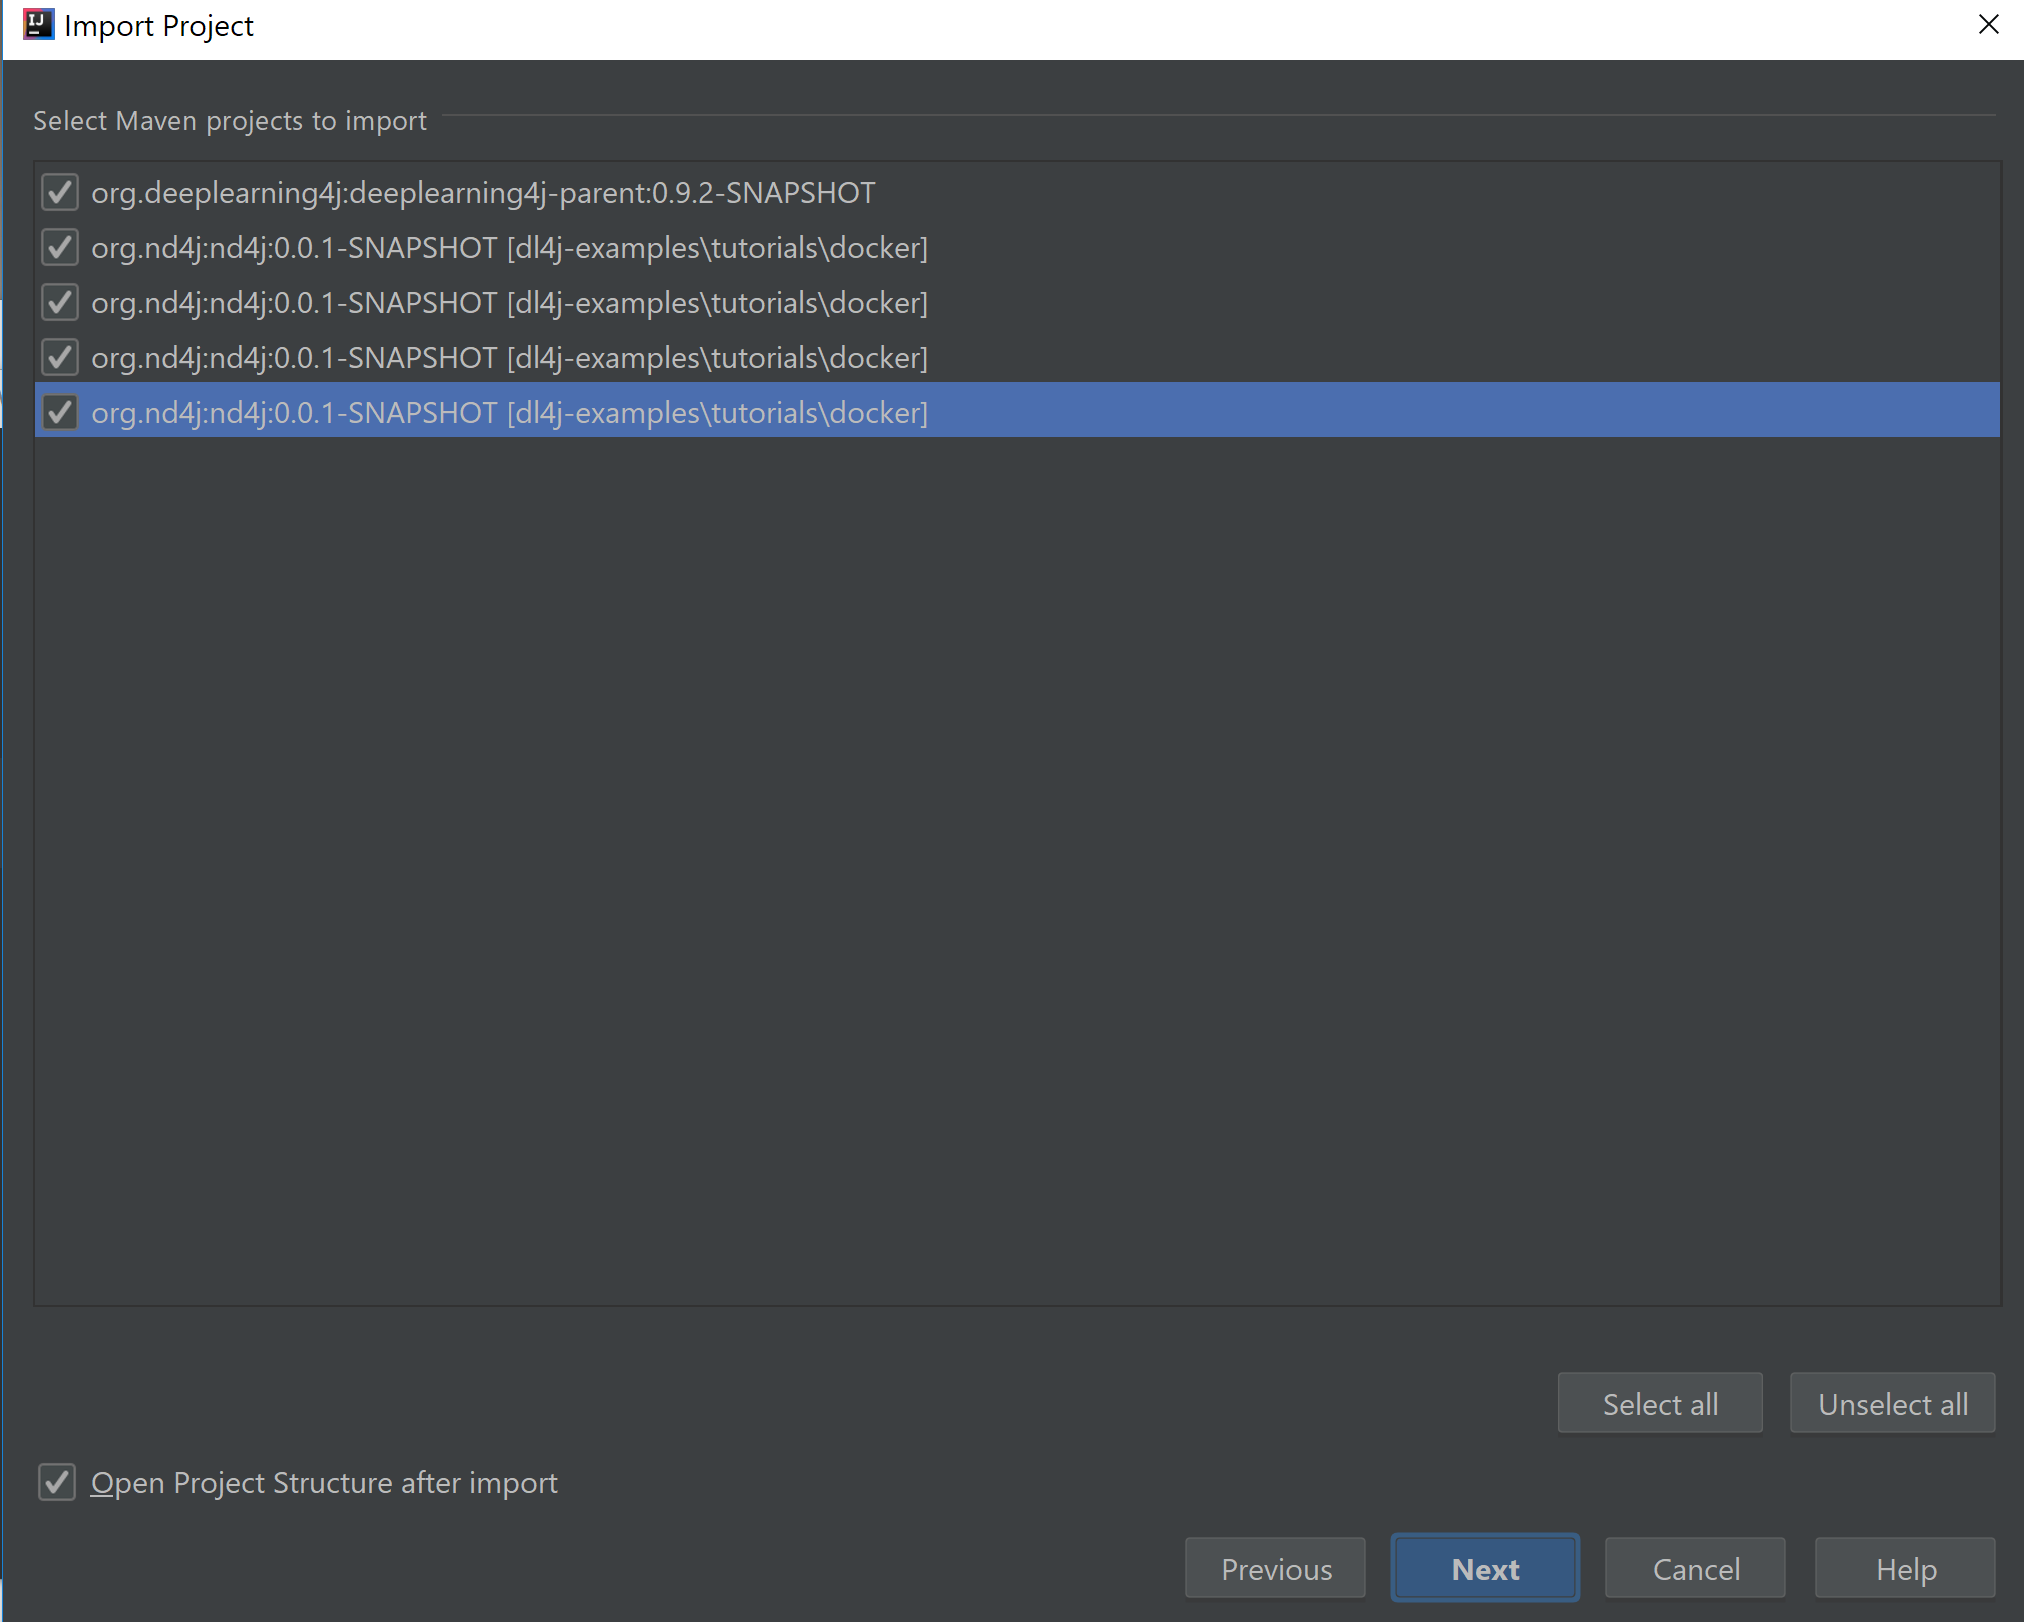 IJ
Import Project
Select Maven projects to import
org.deeplearning4j:deeplearning4j-parent:0.9.2-SNAPSHOT
org.nd4j:nd4j:0.0.1-SNAPSHOT [dl4j-examples\tutorials\docker]
org.nd4j:nd4j:0.0.1-SNAPSHOT [dl4j-examples\tutorials\docker]
org.nd4j:nd4j:0.0.1-SNAPSHOT [dl4j-examples\tutorials\docker]
org.nd4j:nd4j:0.0.1-SNAPSHOT [dl4j-examples\tutorials\docker]
Select all Unselect all
Open Project Structure after import
Previous Next Cancel Help